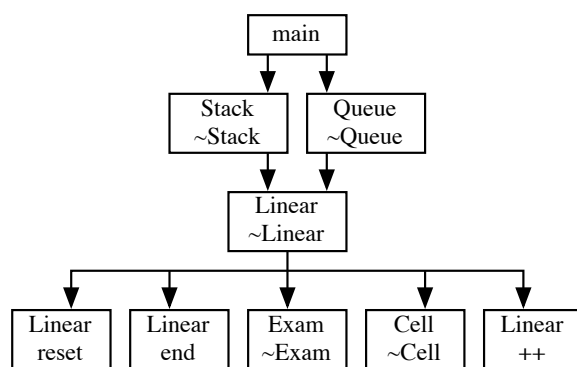 main
Stack
~Stack
Queue
~Queue
Linear
~Linear
Linear
reset
Linear
end
Exam
~Exam
Cell
~Cell
Linear
++